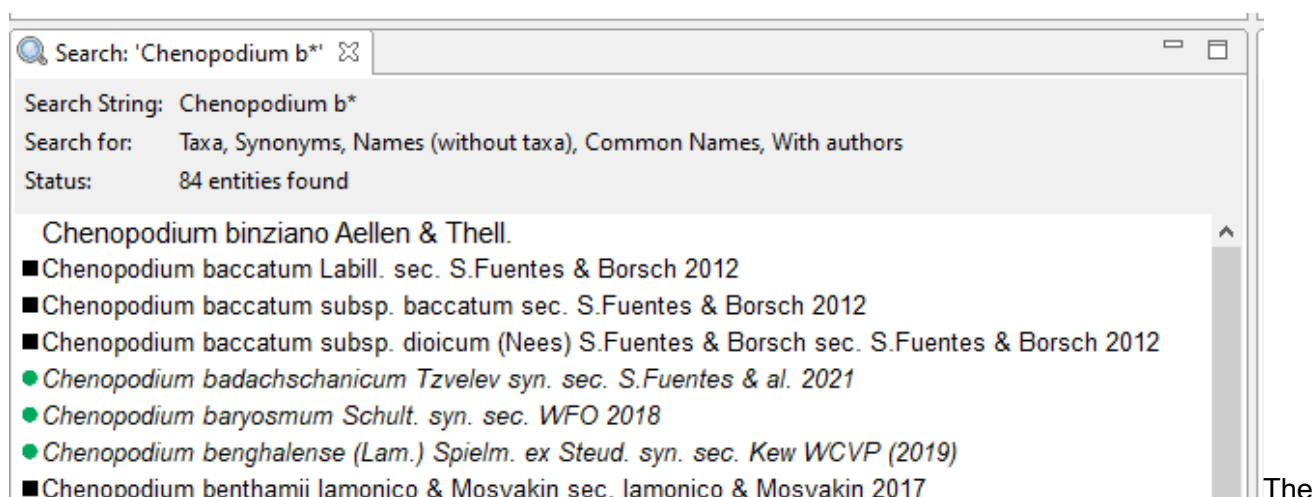 Search: 'Chenopodium b*'
Search String: Chenopodium b*
Search for: Taxa, Synonyms, Names (without taxa), Common Names, With authors
Status: 84 entities found
Chenopodium binziano Aellen & Thell.
Chenopodium baccatum Labill. sec. S.Fuentes & Borsch 2012
Chenopodium baccatum subsp. baccatum sec. S.Fuentes & Borsch 2012
Chenopodium baccatum subsp. dioicum (Nees) S.Fuentes & Borsch sec. S.Fuentes & Borsch 2012
Chenopodium badachschanicum Tzvelev syn. sec. S.Fuentes & al. 2021
Chenopodium baryosmum Schult. syn. sec. WFO 2018
Chenopodium benghalense (Lam.) Spielm. ex Steud. syn. sec. Kew WCVP (2019)
Chenopodium benthamii Iamonico & Mosyakin sec. Iamonico & Mosyakin 2017
The